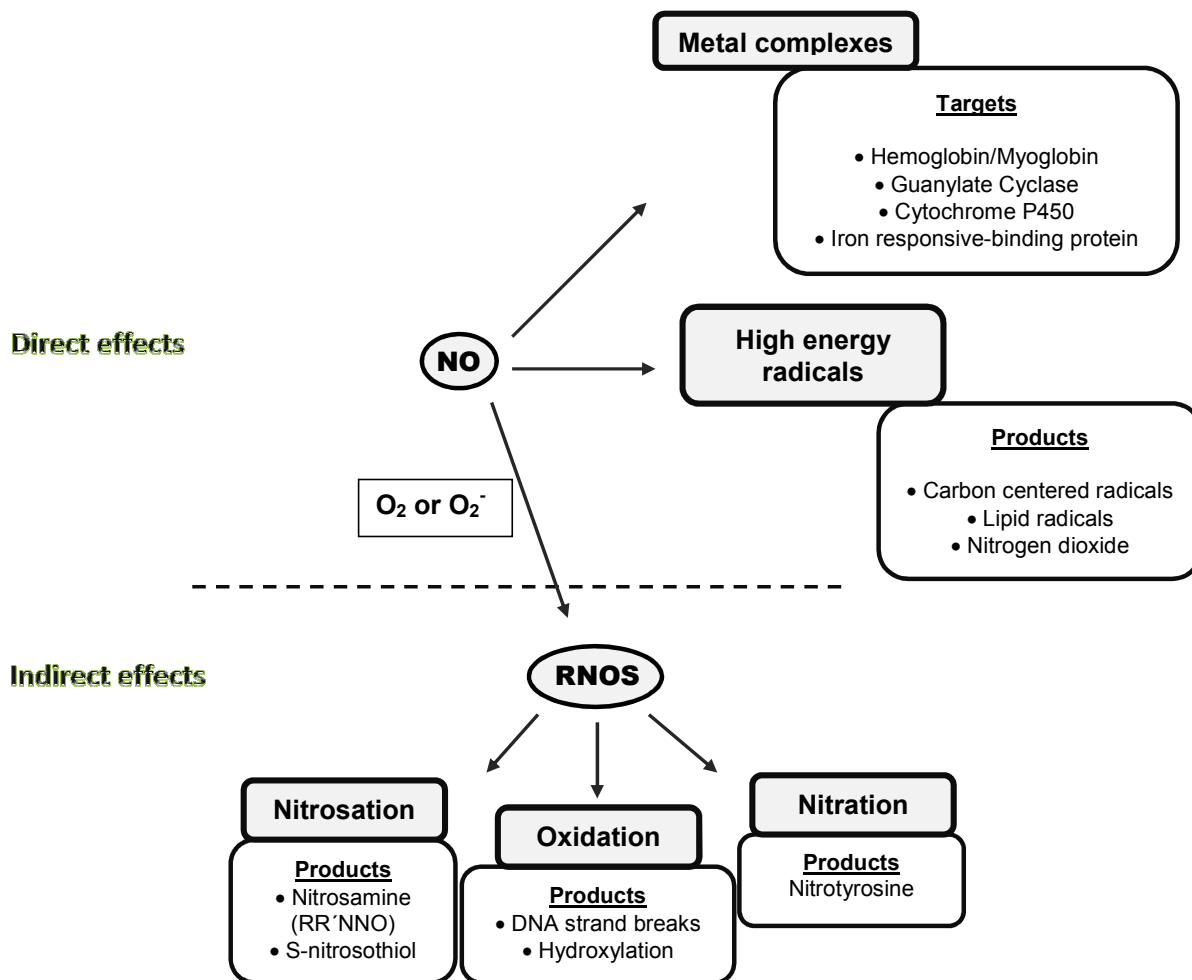 Metal complexes
Targets
• Hemoglobin/Myoglobin
• Guanylate Cyclase
• Cytochrome P450
• Iron responsive-binding protein
Direct effects
NO
High energy
radicals
Products
• Carbon centered radicals
• Lipid radicals
• Nitrogen dioxide
O₂ or O₂⁻
Indirect effects
RNOS
Nitrosation
Products
• Nitrosamine
(RR´NNO)
• S-nitrosothiol
Oxidation
Products
• DNA strand breaks
• Hydroxylation
Nitration
Products
Nitrotyrosine